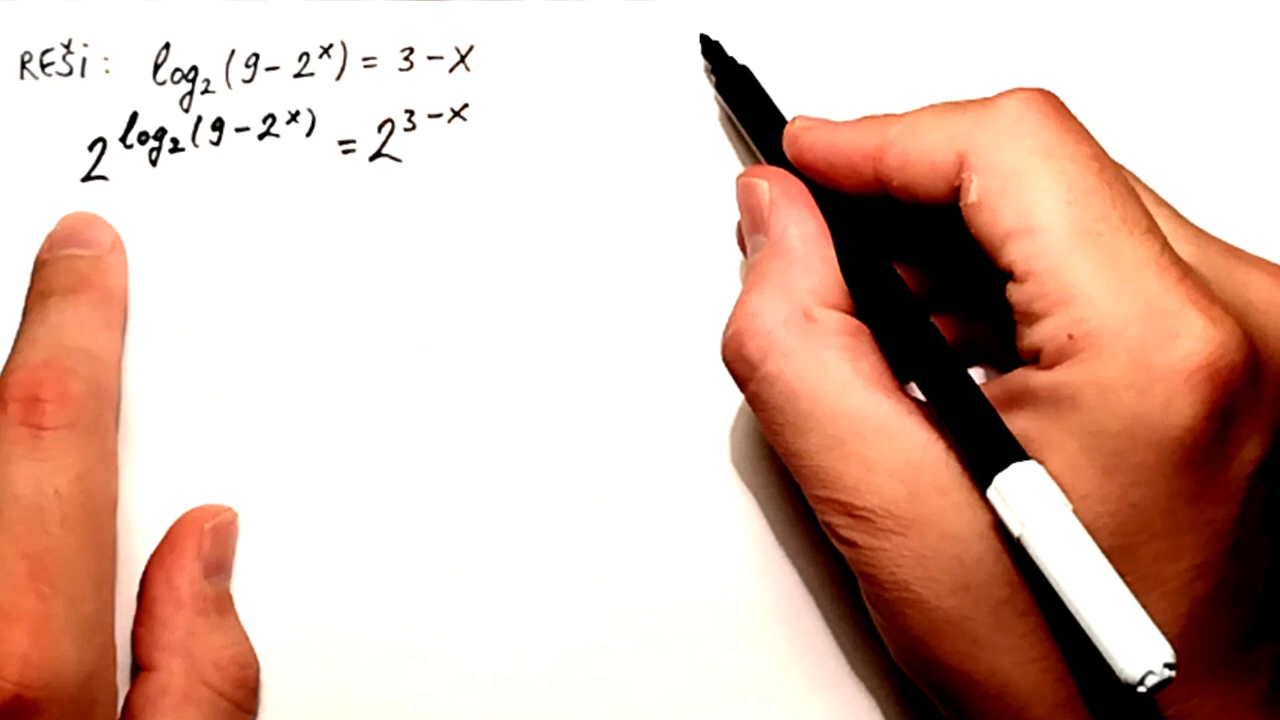 REŠi: log₂(9-2ˣ) = 3-x
2^(log₂(9-2ˣ)) = 2^(3-x)